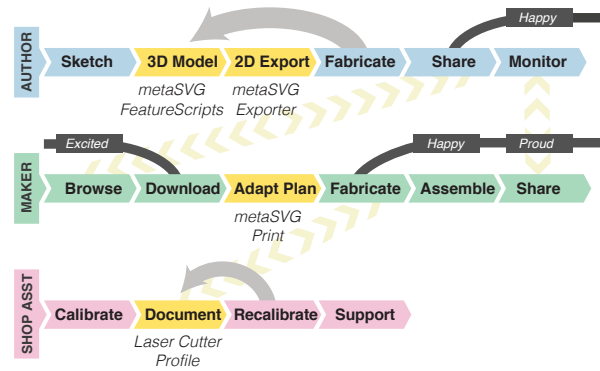 Happy
AUTHOR
Sketch
3D Model
2D Export
Fabricate
Share
Monitor
metaSVG
FeatureScripts
metaSVG
Exporter
Excited
Happy
Proud
MAKER
Browse
Download
Adapt Plan
Fabricate
Assemble
Share
metaSVG
Print
SHOP ASST
Calibrate
Document
Recalibrate
Support
Laser Cutter
Profile